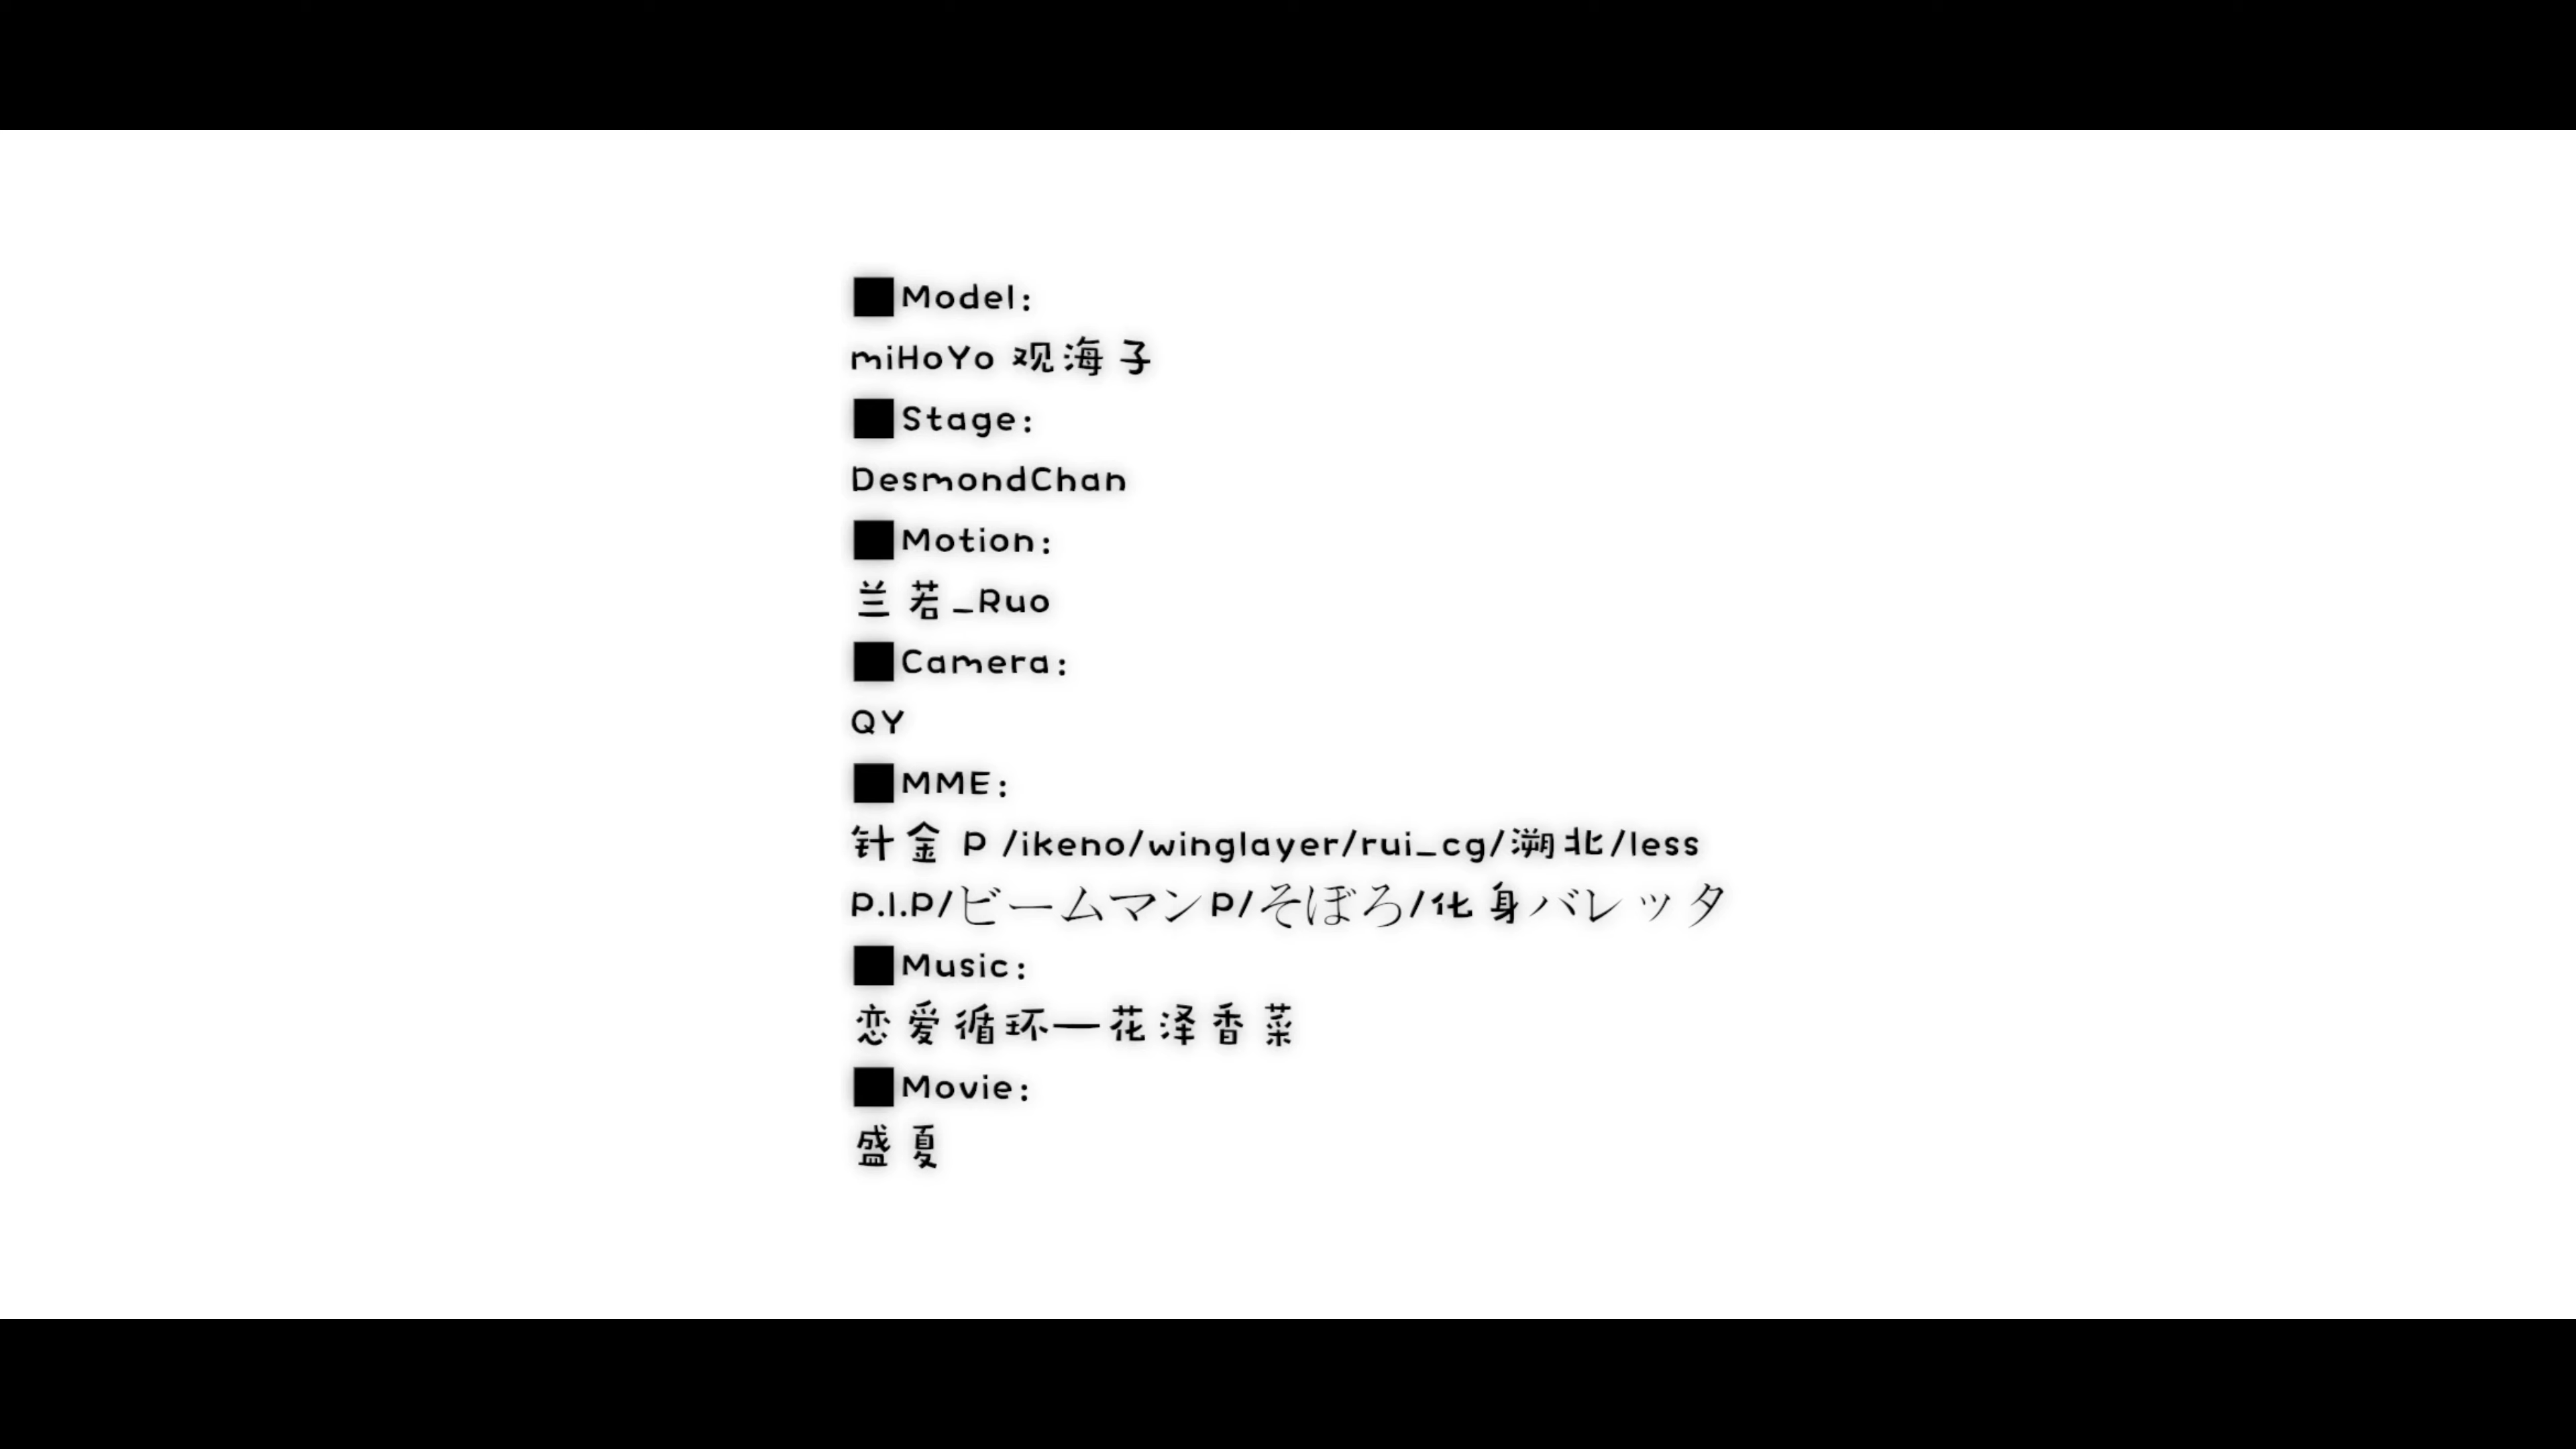 ■Model:
miHoYo 观海子
■Stage:
DesmondChan
■Motion:
兰若_Ruo
■Camera:
QY
■MME:
针金 P /ikeno/winglayer/rui_cg/溯北/less
P.I.P/ビームマンP/そぼろ/化身バレッタ
■Music:
恋爱循环—花泽香菜
■Movie:
盛夏